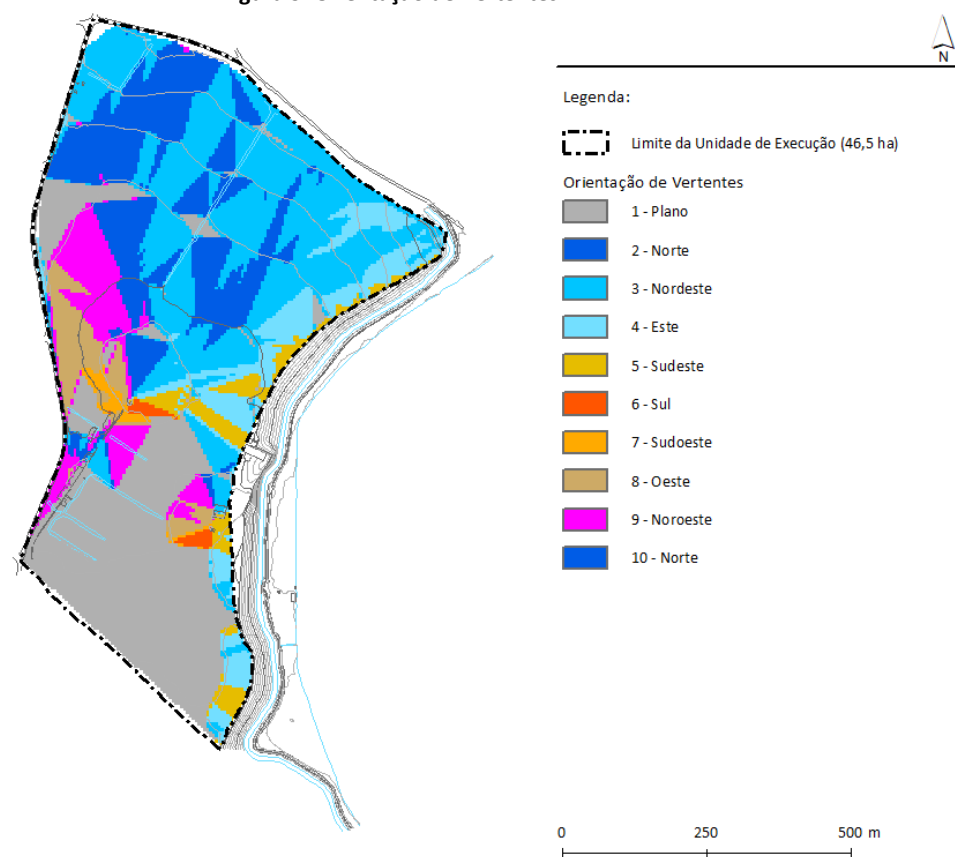 N
Legenda:
Limite da Unidade de Execução (46,5 ha)
Orientação de Vertentes
1 - Plano
2 - Norte
3 - Nordeste
4 - Este
5 - Sudeste
6 - Sul
7 - Sudoeste
8 - Oeste
9 - Noroeste
10 - Norte
0 250 500 m